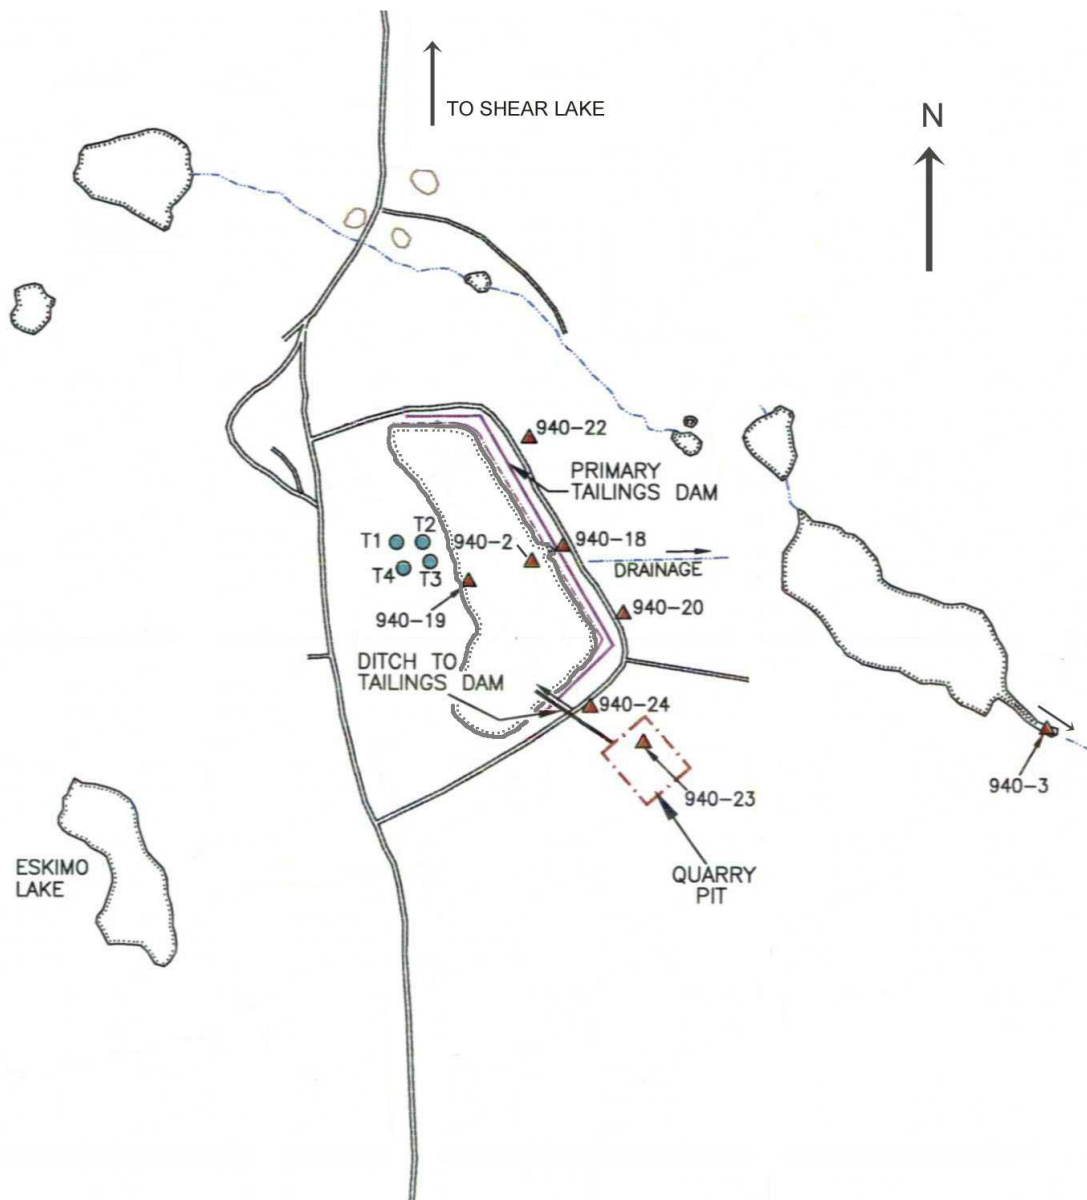 TO SHEAR LAKE
N
940-22
PRIMARY
TAILINGS DAM
T1
T2
940-2
940-18
T4
T3
DRAINAGE
940-19
940-20
DITCH TO
TAILINGS DAM
940-24
940-3
940-23
ESKIMO
LAKE
QUARRY
PIT